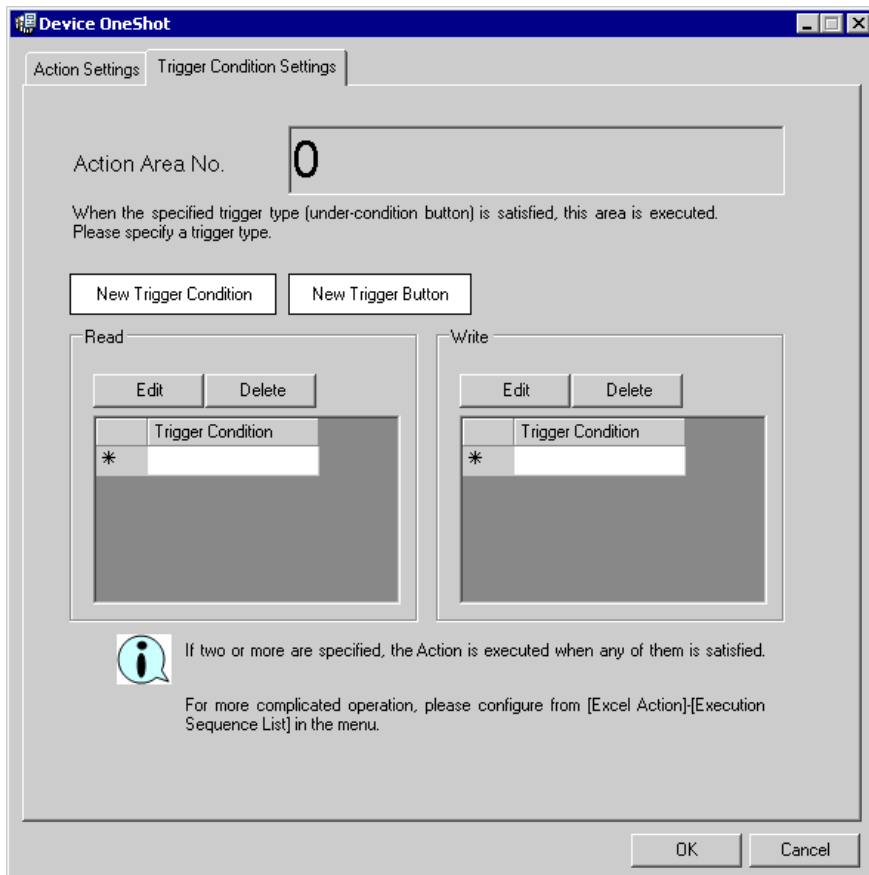 Device OneShot
Action Settings
Trigger Condition Settings
Action Area No.
0
When the specified trigger type (under-condition button) is satisfied, this area is executed.
Please specify a trigger type.
New Trigger Condition
New Trigger Button
Read
Write
Edit
Delete
Edit
Delete
Trigger Condition
Trigger Condition
*
*
If two or more are specified, the Action is executed when any of them is satisfied.
For more complicated operation, please configure from [Excel Action]-[Execution
Sequence List] in the menu.
OK
Cancel